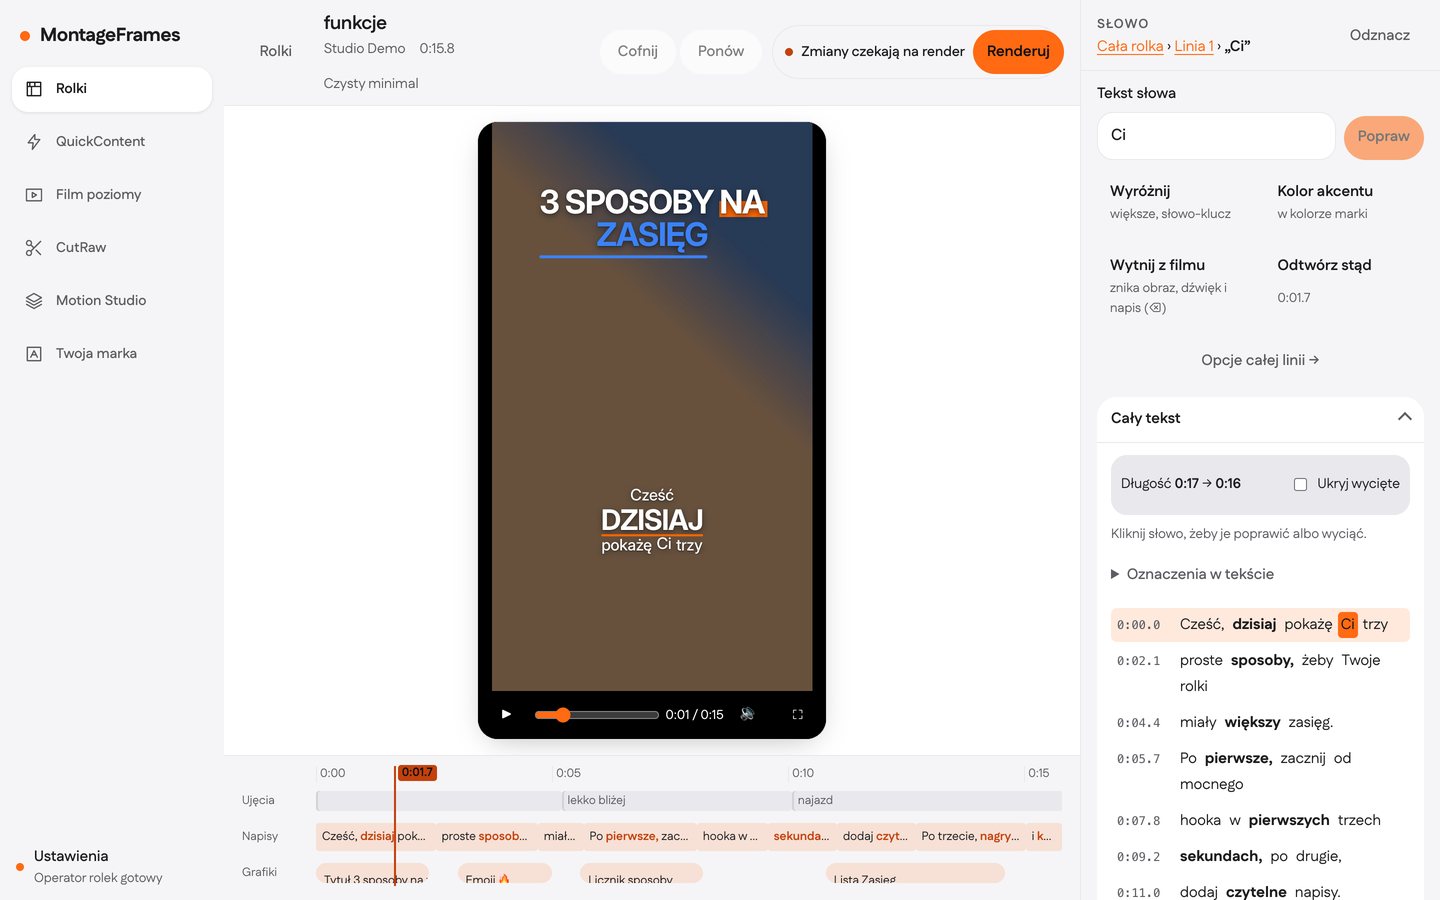 MontageFrames
Rolki
QuickContent
Film poziomy
CutRaw
Motion Studio
Twoja marka
Ustawienia
Operator rolek gotowy
Rolki
funkcje
Studio Demo 0:15.8
Czysty minimal
Cofnij
Ponów
Zmiany czekają na render
Renderuj
3 SPOSOBY NA
ZASIĘG
Cześć
DZISIAJ
pokażę Ci trzy
0:01 / 0:15
0:00 0:01.7 0:05 0:10 0:15
Ujęcia lekko bliżej najazd
Napisy Cześć, dzisiaj pok... proste sposob... miał... Po pierwsze, zac... hooka w ... sekunda... dodaj czyt... Po trzecie, nagry... i k...
Grafiki Tytuł 3 sposoby na Emoji 🔥 Licznik sposoby Lista Zasięg
SŁOWO
Cała rolka › Linia 1 › „Ci”
Odznacz
Tekst słowa
Ci
Popraw
Wyróżnij
większe, słowo-klucz
Kolor akcentu
w kolorze marki
Wytnij z filmu
znika obraz, dźwięk i
napis (⌫)
Odtwórz stąd
0:01.7
Opcje całej linii →
Cały tekst
Długość 0:17 → 0:16
Ukryj wycięte
Kliknij słowo, żeby je poprawić albo wyciąć.
Oznaczenia w tekście
0:00.0 Cześć, dzisiaj pokażę Ci trzy
0:02.1 proste sposoby, żeby Twoje
rolki
0:04.4 miały większy zasięg.
0:05.7 Po pierwsze, zacznij od
mocnego
0:07.8 hooka w pierwszych trzech
0:09.2 sekundach, po drugie,
0:11.0 dodaj czytelne napisy.